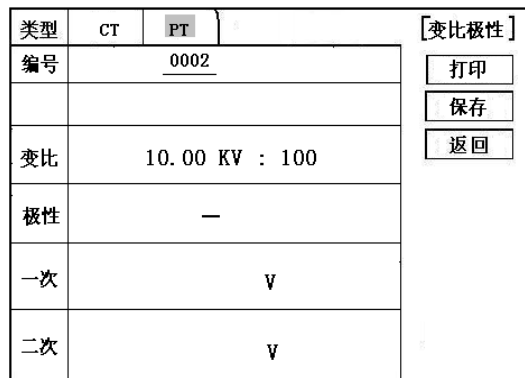 类型 CT PT [变比极性]
编号 0002
打印
保存
变比 10.00 KV : 100
返回
极性 —
一次 V
二次 V